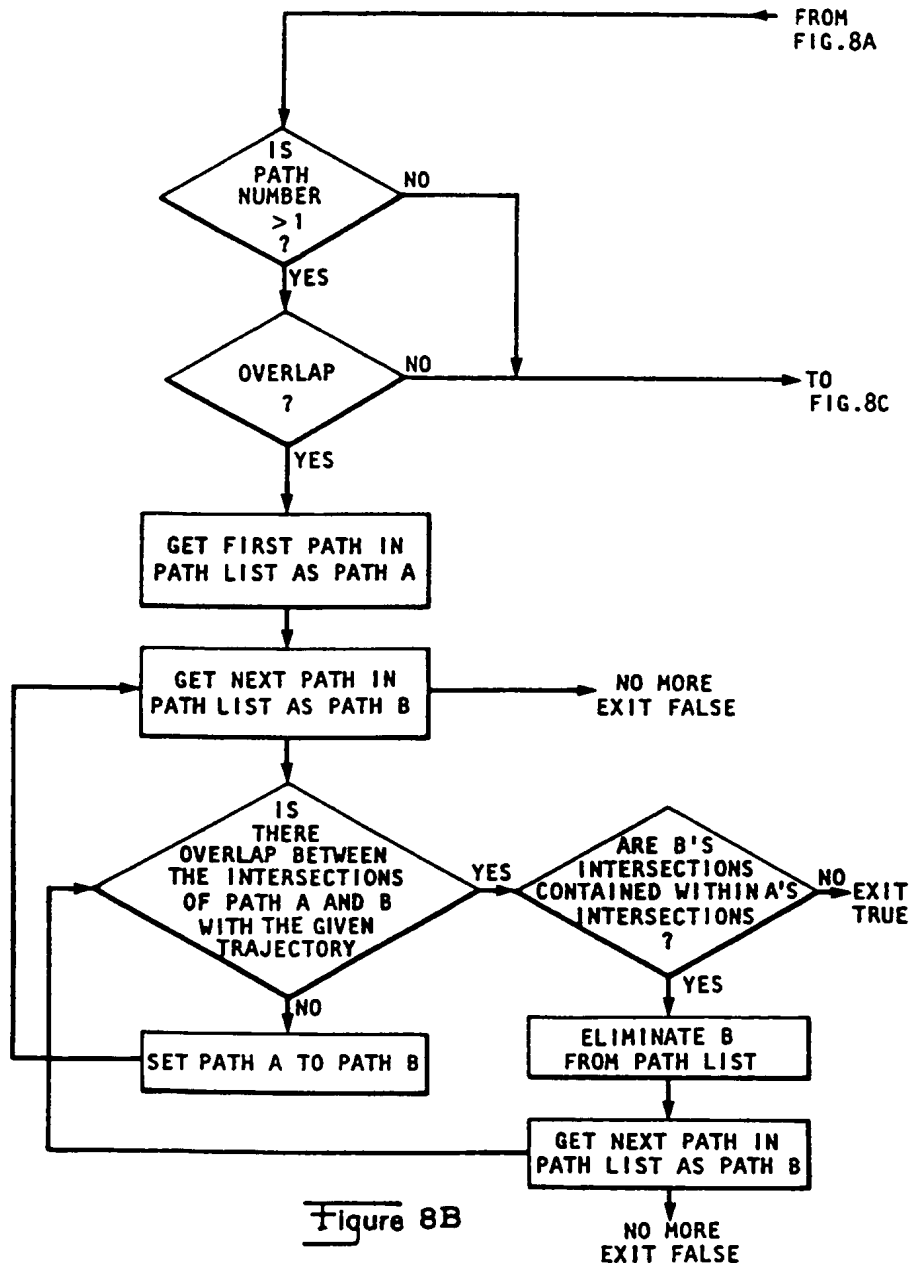 FROM
FIG.8A
IS
PATH
NUMBER
> 1
?
NO
YES
OVERLAP
?
NO
TO
FIG.8C
YES
GET FIRST PATH IN
PATH LIST AS PATH A
GET NEXT PATH IN
PATH LIST AS PATH B
NO MORE
EXIT FALSE
IS
THERE
OVERLAP BETWEEN
THE INTERSECTIONS
OF PATH A AND B
WITH THE GIVEN
TRAJECTORY
YES
ARE B'S
INTERSECTIONS
CONTAINED WITHIN A'S
INTERSECTIONS
?
NO
EXIT
TRUE
NO
YES
SET PATH A TO PATH B
ELIMINATE B
FROM PATH LIST
GET NEXT PATH IN
PATH LIST AS PATH B
NO MORE
EXIT FALSE
Figure 8B